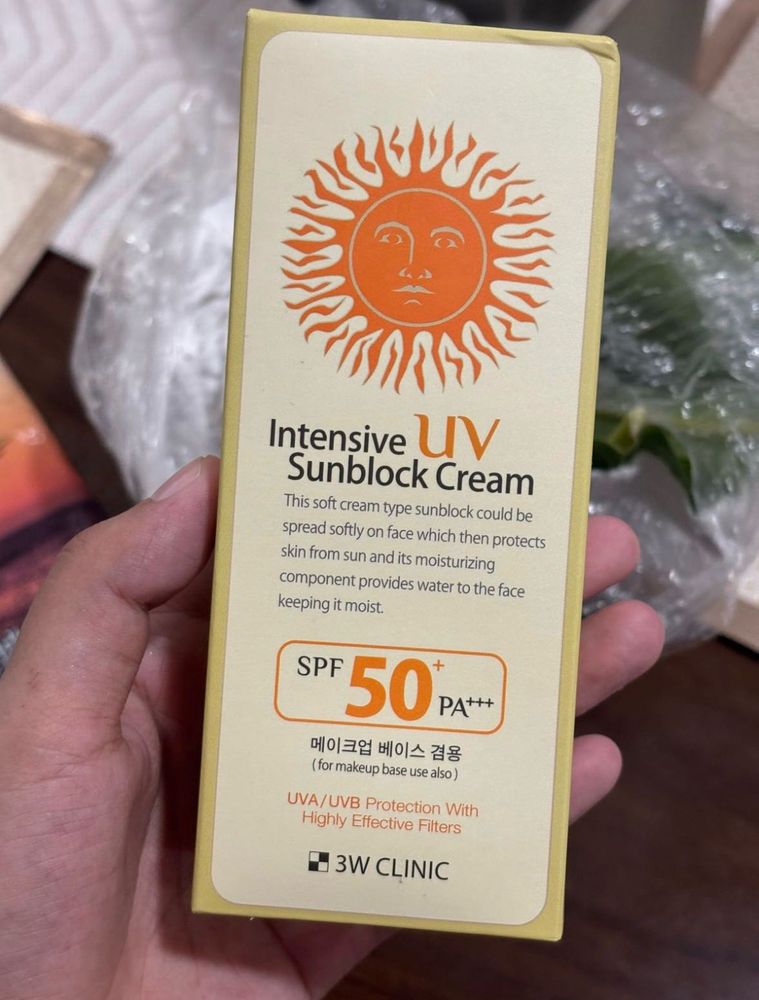 Intensive UV
Sunblock Cream
This soft cream type sunblock could be
spread softly on face which then protects
skin from sun and its moisturizing
component provides water to the face
keeping it moist.
SPF 50+ PA+++
메이크업 베이스 겸용
( for makeup base use also )
UVA / UVB Protection With
Highly Effective Filters
3W CLINIC